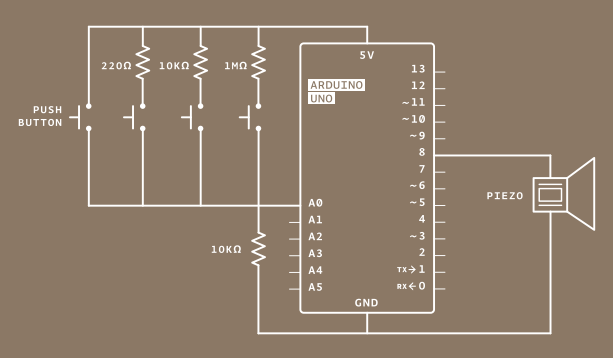 5V
220Ω
10KΩ
1MΩ
ARDUINO
UNO
PUSH
BUTTON
13
12
~11
~10
~9
8
7
~6
~5
4
~3
2
TX→1
RX←0
A0
A1
A2
A3
A4
A5
10KΩ
GND
PIEZO